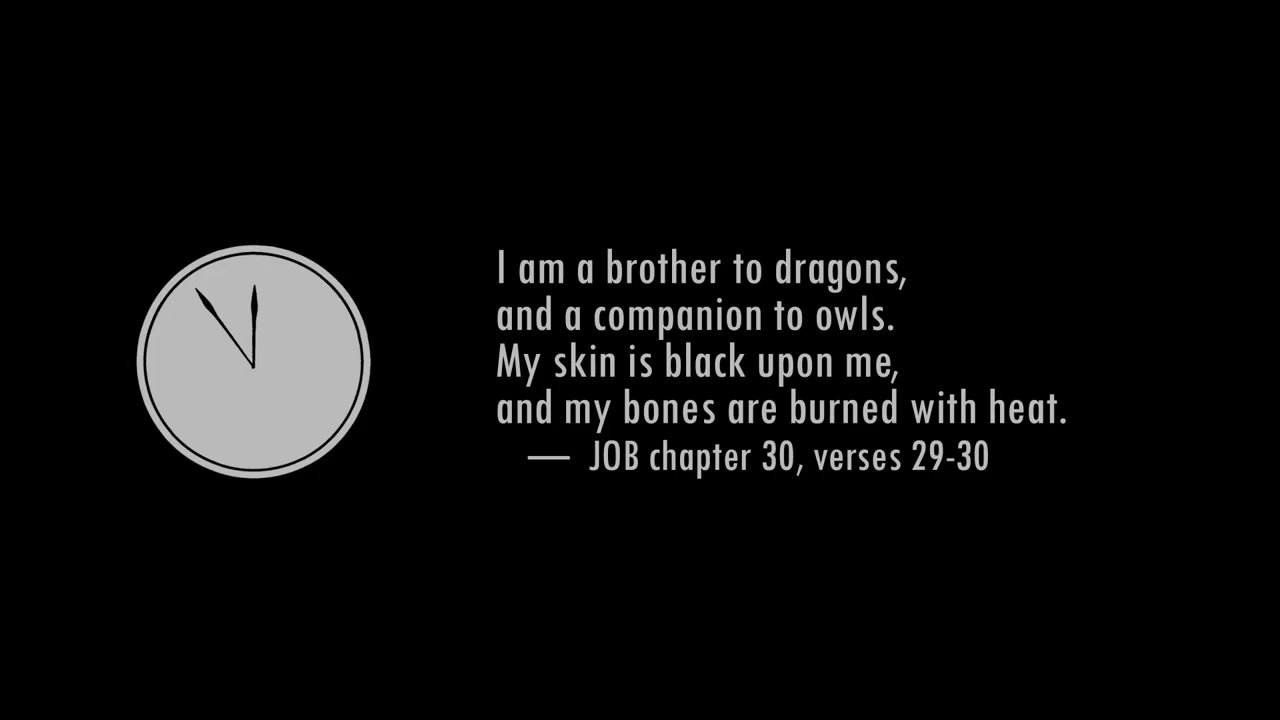 I am a brother to dragons,
and a companion to owls.
My skin is black upon me,
and my bones are burned with heat.
— JOB chapter 30, verses 29-30